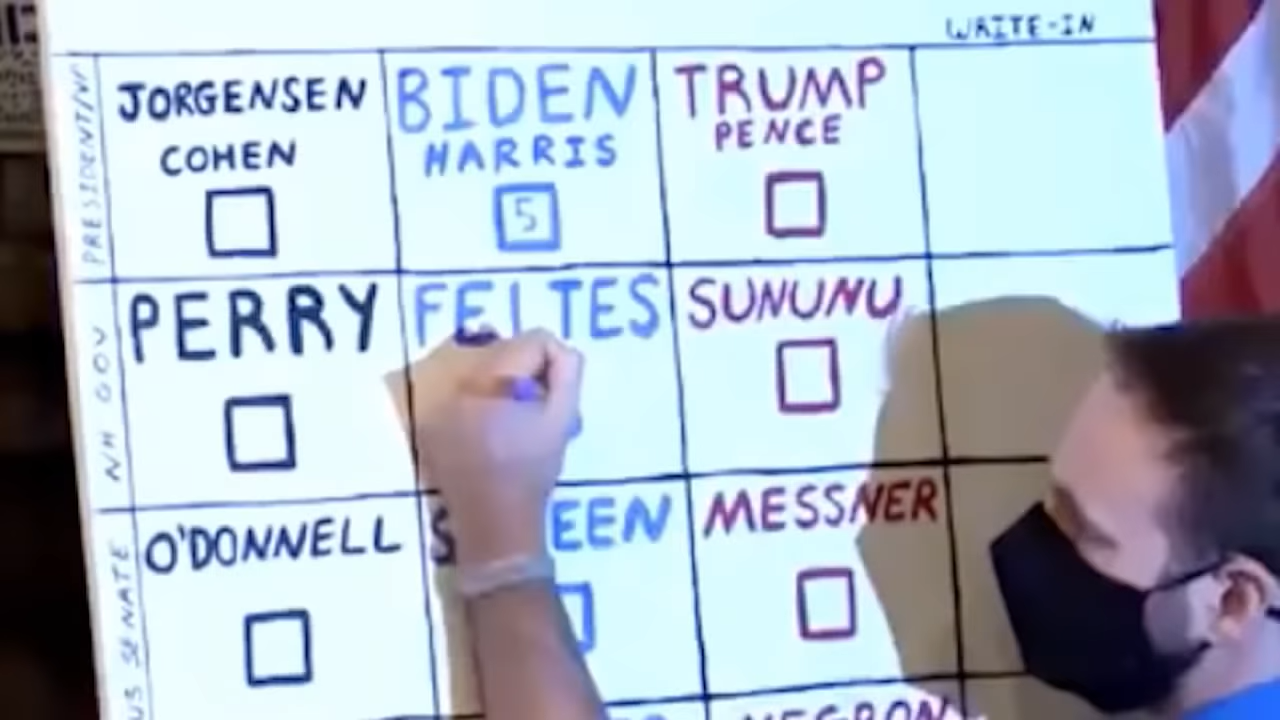 WRITE-IN
PRESIDENT/VP
JORGENSEN
COHEN
BIDEN
HARRIS
5
TRUMP
PENCE
NH GOV
PERRY
FELTES
SUNUNU
US SENATE
O'DONNELL
MESSNER